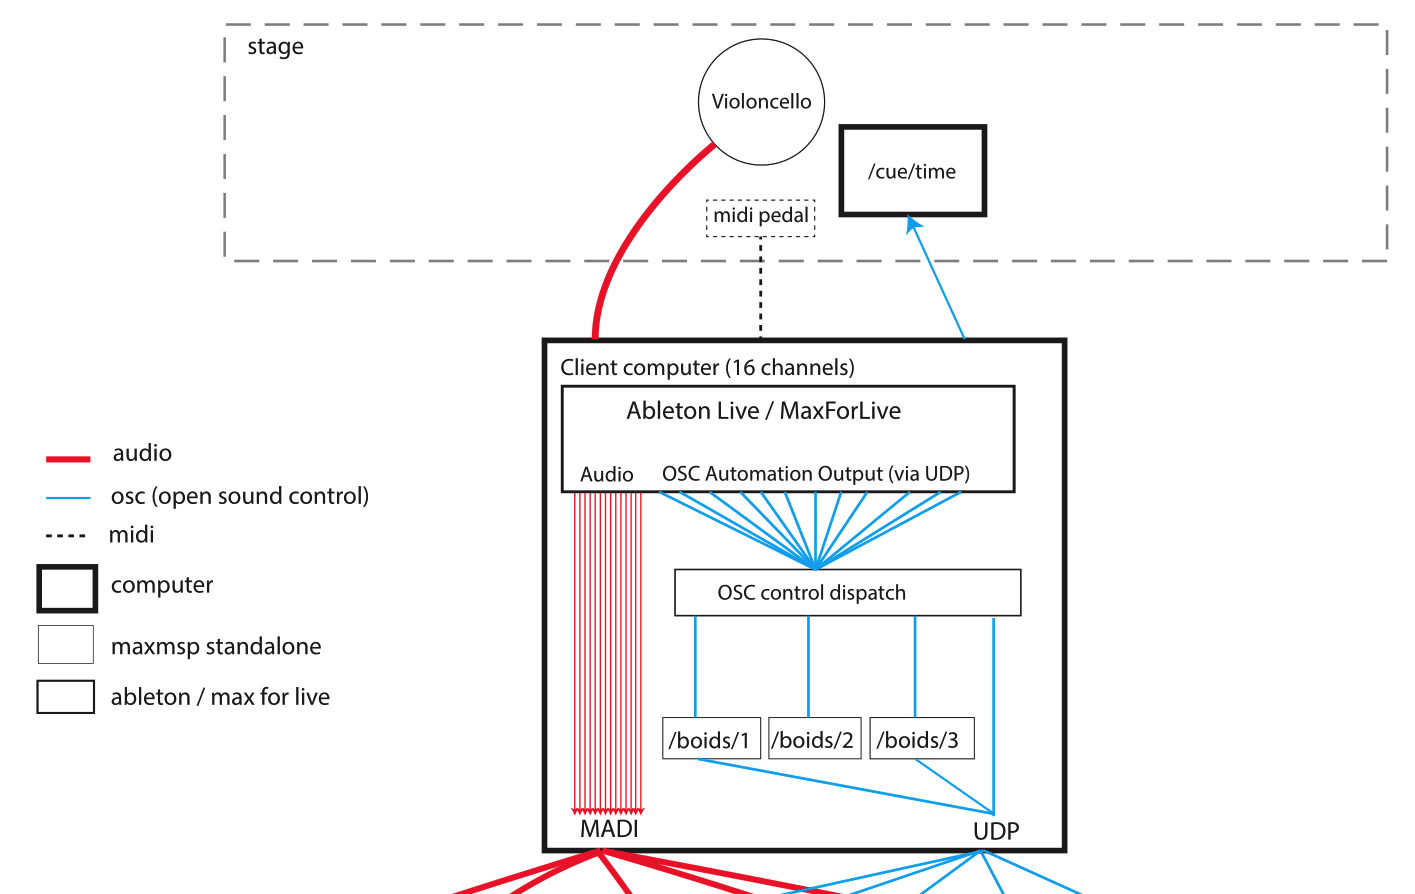 stage
Violoncello
/cue/time
midi pedal
Client computer (16 channels)
Ableton Live / MaxForLive
Audio
OSC Automation Output (via UDP)
audio
osc (open sound control)
midi
computer
maxmsp standalone
ableton / max for live
OSC control dispatch
/boids/1
/boids/2
/boids/3
MADI
UDP